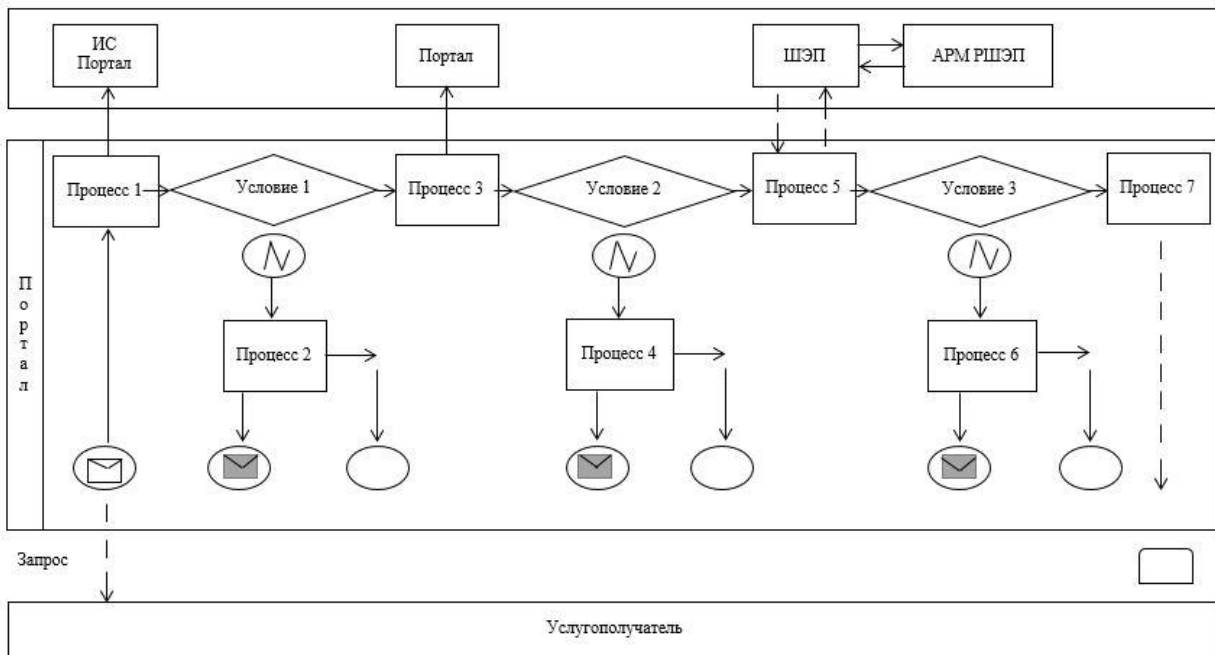 ИС
Портал
Портал
ШЭП
АРМ РШЭП
Процесс 1
Условие 1
Процесс 3
Условие 2
Процесс 5
Условие 3
Процесс 7
Портал
Процесс 2
Процесс 4
Процесс 6
Запрос
Услугополучатель